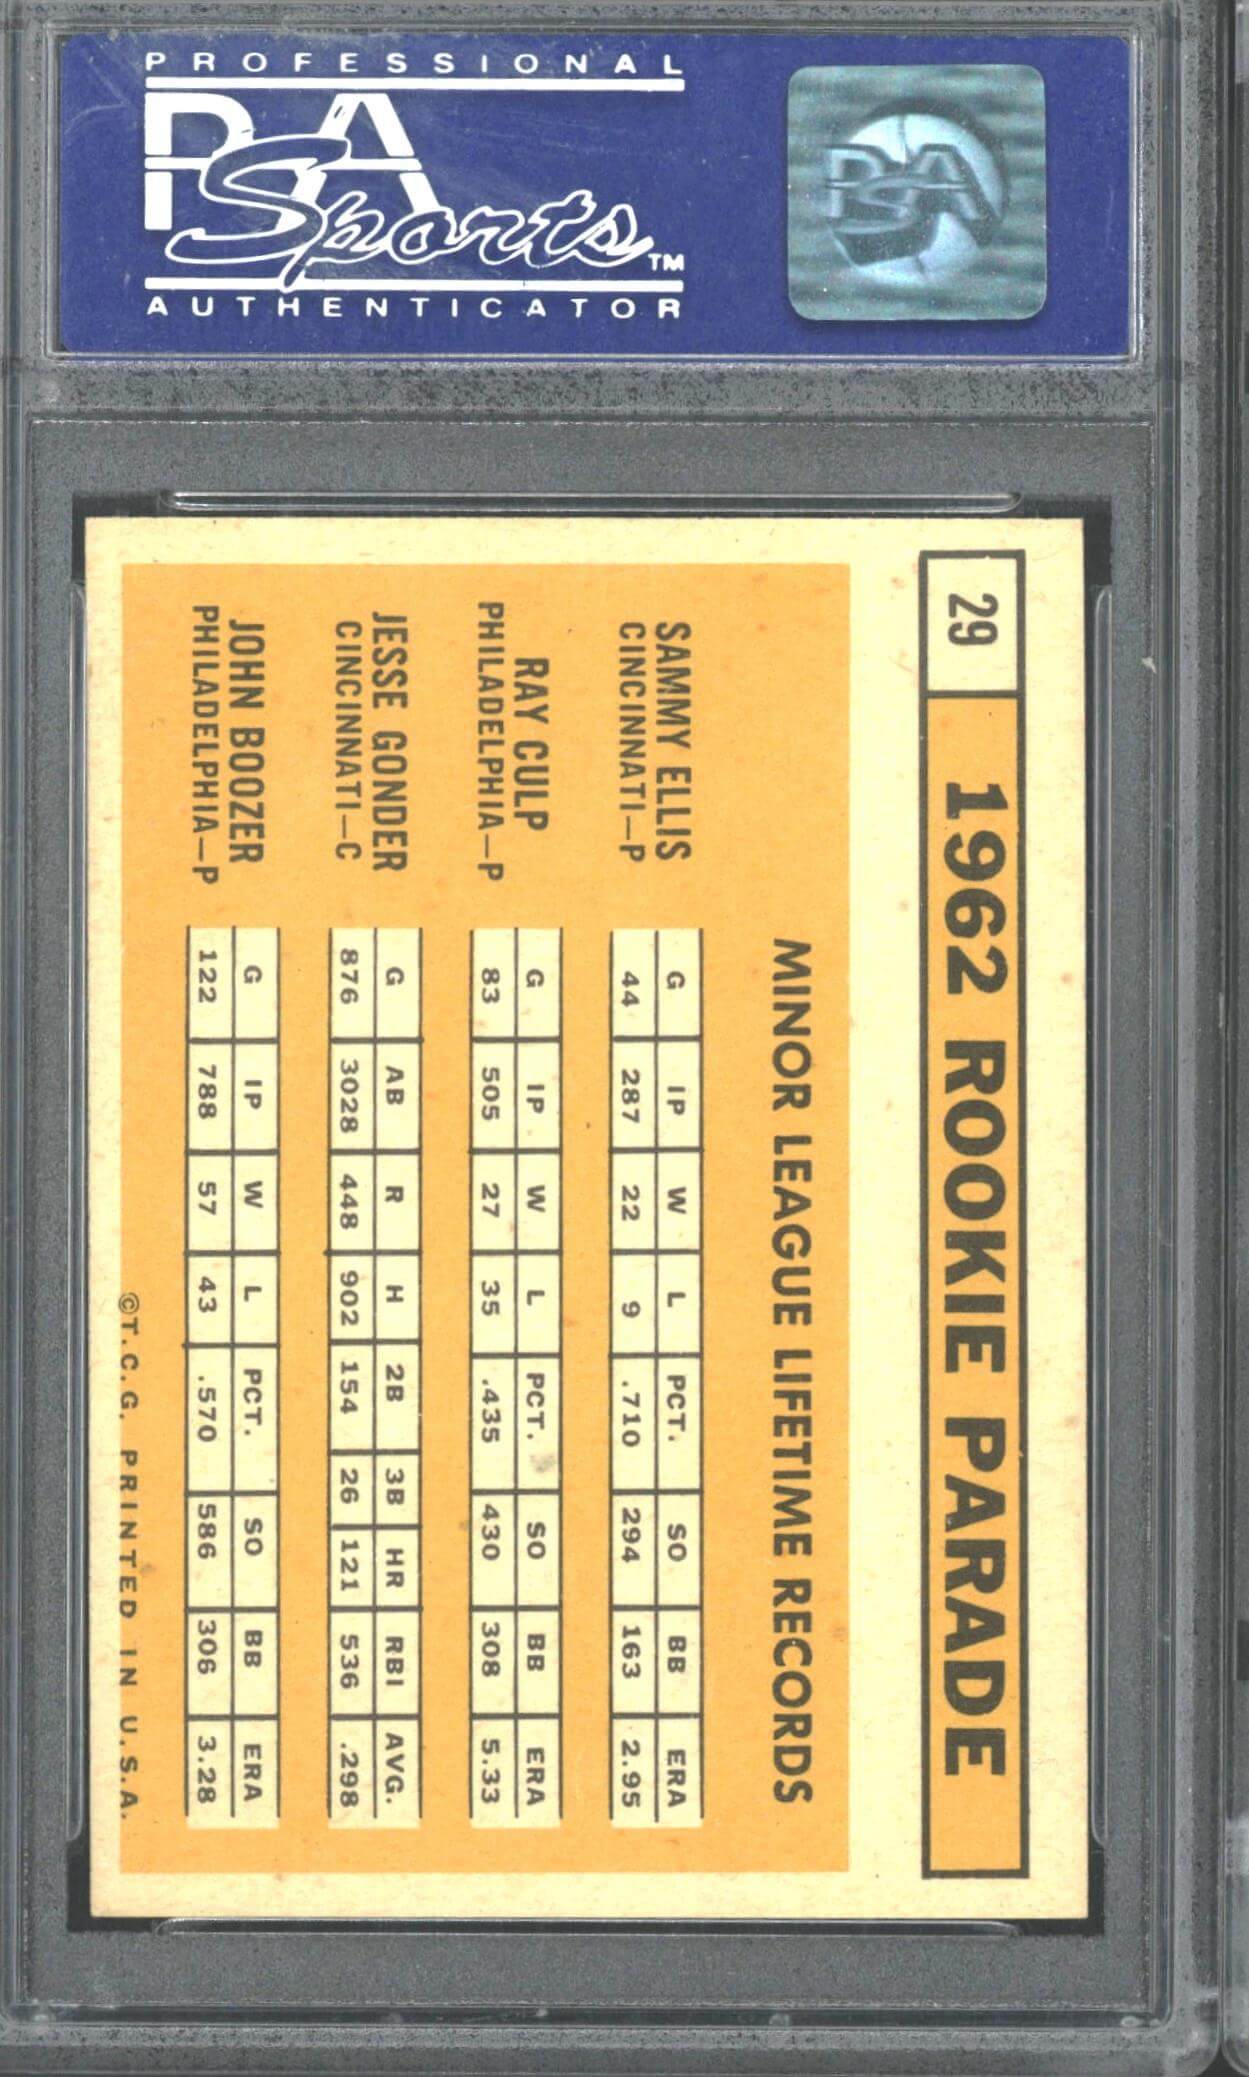 PROFESSIONAL
PSA
Sports™
AUTHENTICATOR
PSA
29 1962 ROOKIE PARADE
MINOR LEAGUE LIFETIME RECORDS
SAMMY ELLIS
CINCINNATI—P
G IP W L PCT. SO BB ERA
44 287 22 9 .710 294 163 2.95
RAY CULP
PHILADELPHIA—P
G IP W L PCT. SO BB ERA
83 505 27 35 .435 430 308 5.33
JESSE GONDER
CINCINNATI—C
G AB R H 2B 3B HR RBI AVG.
876 3028 448 902 154 26 121 536 .298
JOHN BOOZER
PHILADELPHIA—P
G IP W L PCT. SO BB ERA
122 788 57 43 .570 586 306 3.28
©T.C.G. PRINTED IN U.S.A.